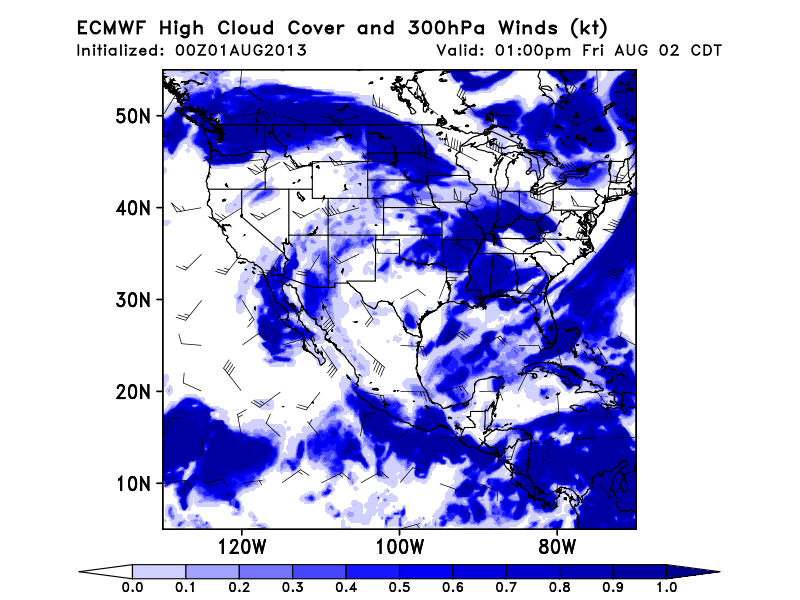 ECMWF High Cloud Cover and 300hPa Winds (kt)
Initialized: 00Z01AUG2013 Valid: 01:00pm Fri AUG 02 CDT
50N
40N
30N
20N
10N
120W 100W 80W
0.0 0.1 0.2 0.3 0.4 0.5 0.6 0.7 0.8 0.9 1.0